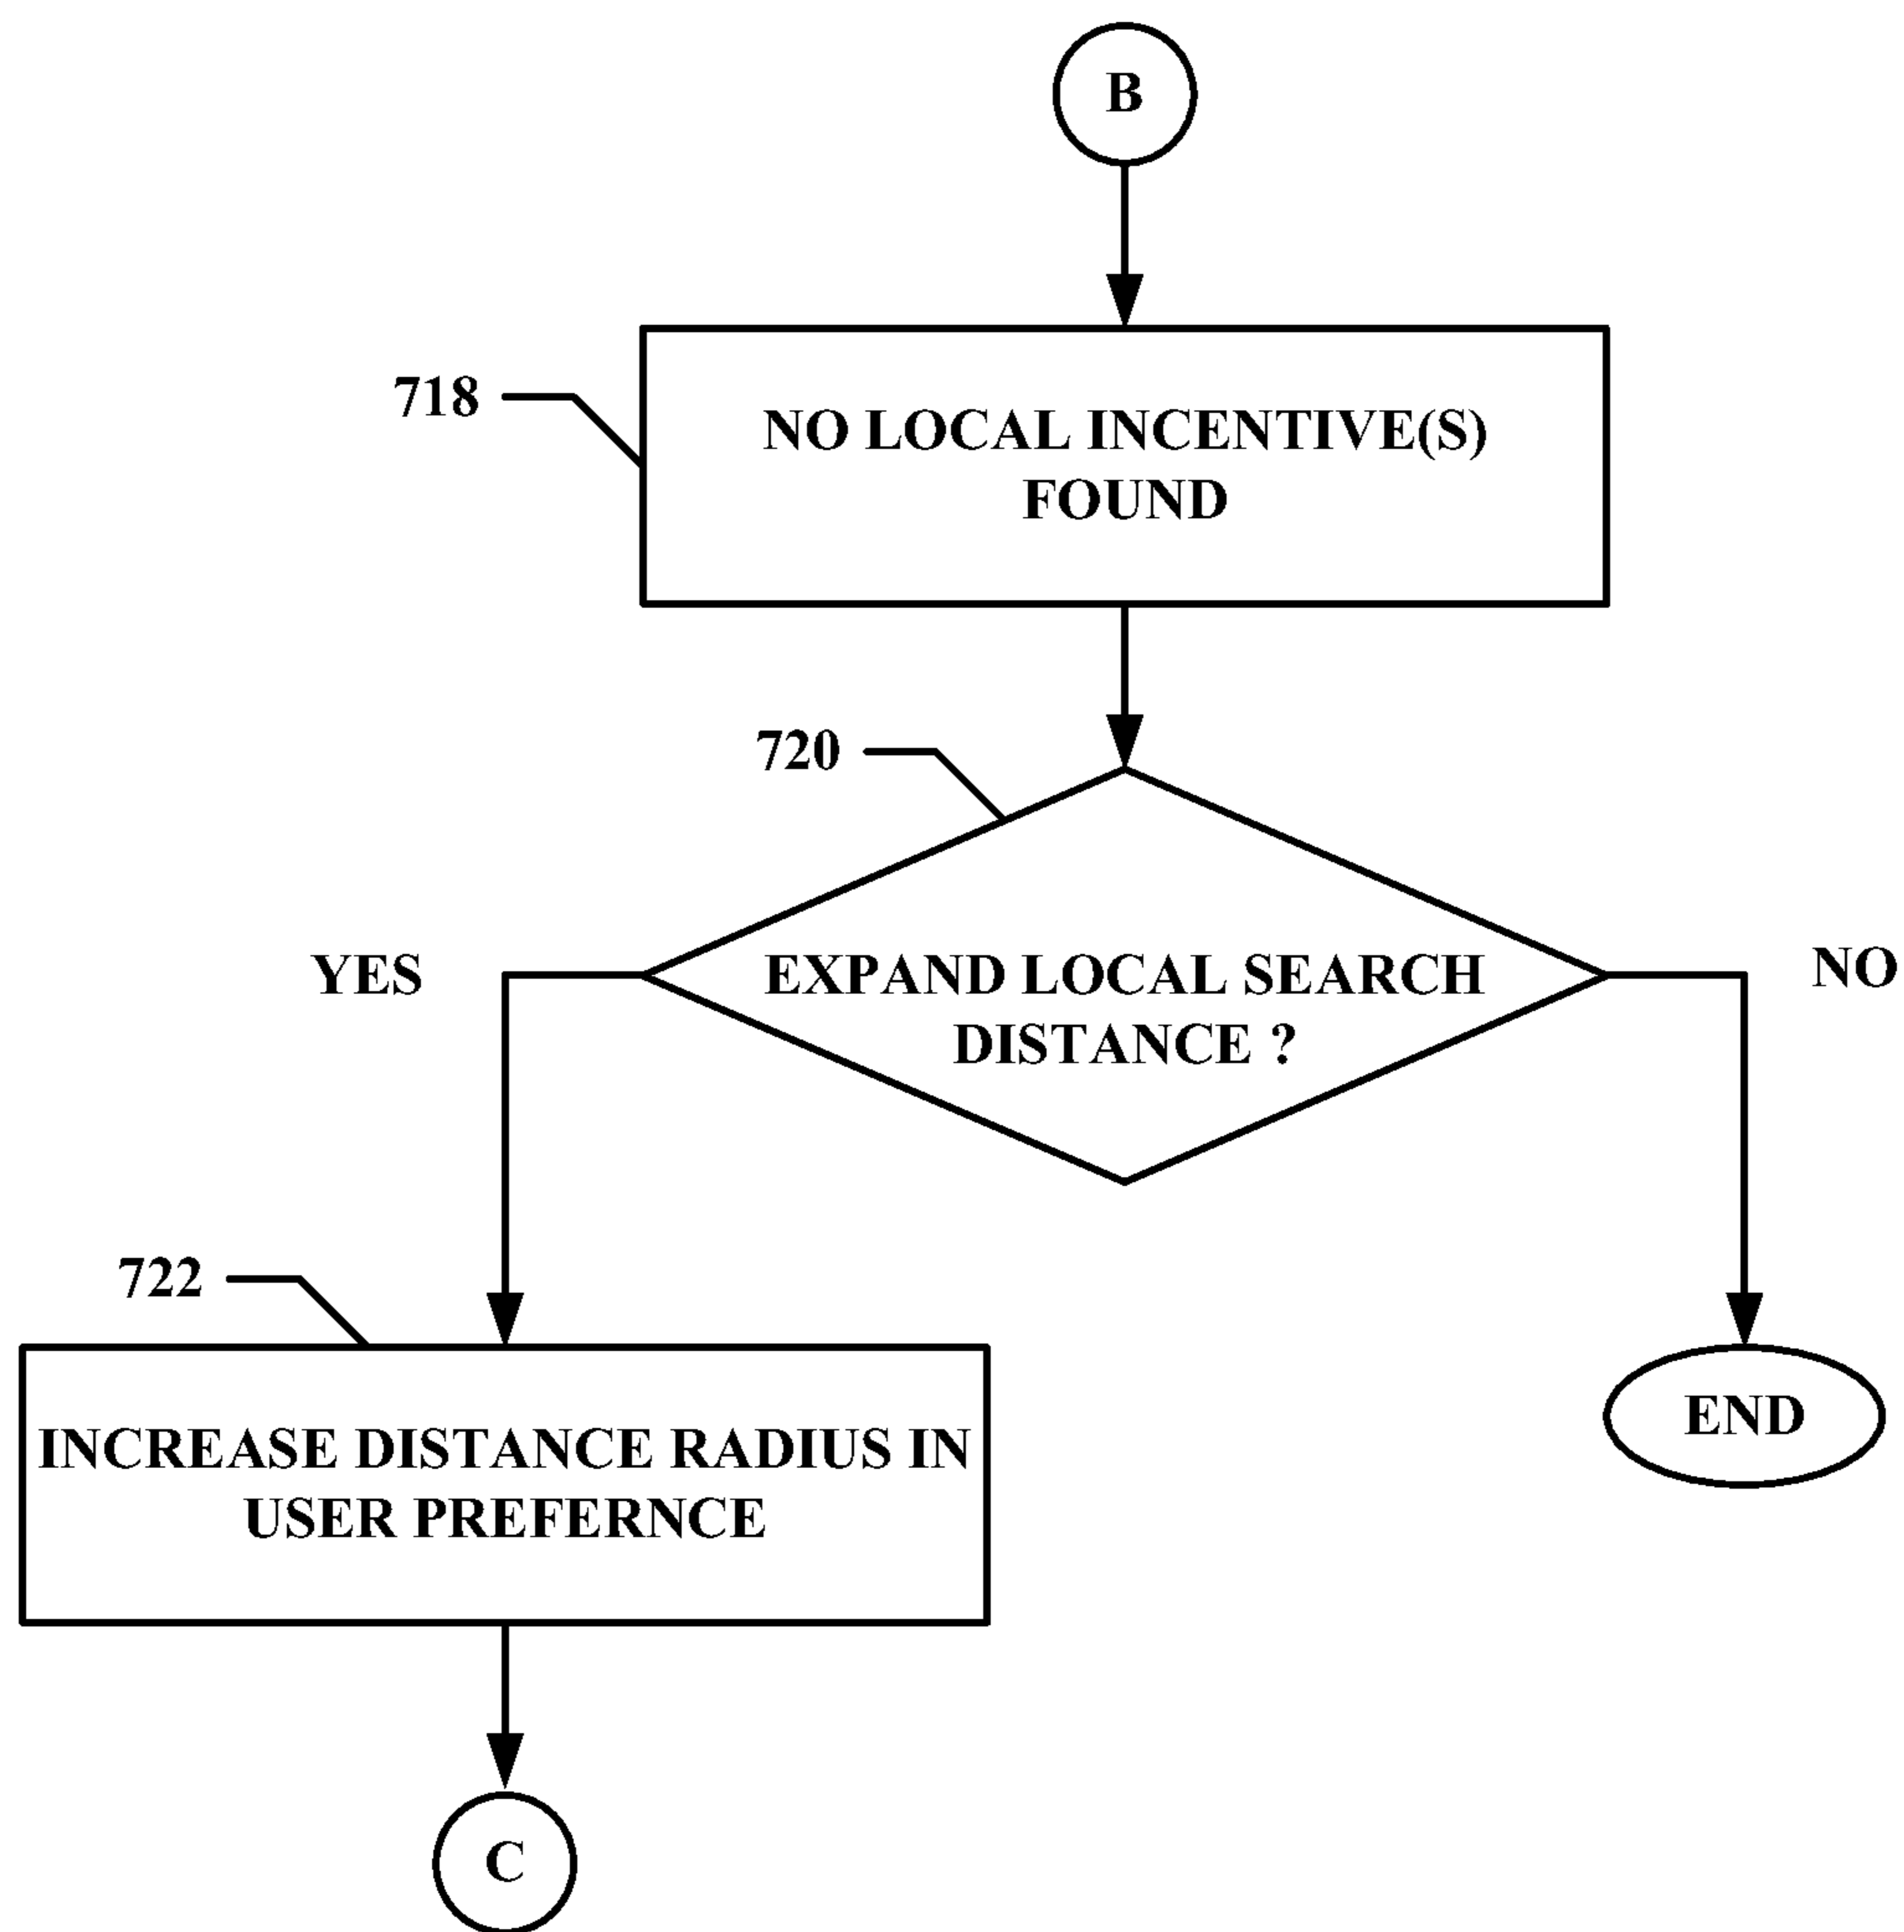 B
718
NO LOCAL INCENTIVE(S)
FOUND
720
YES
EXPAND LOCAL SEARCH
DISTANCE ?
NO
722
INCREASE DISTANCE RADIUS IN
USER PREFERNCE
END
C